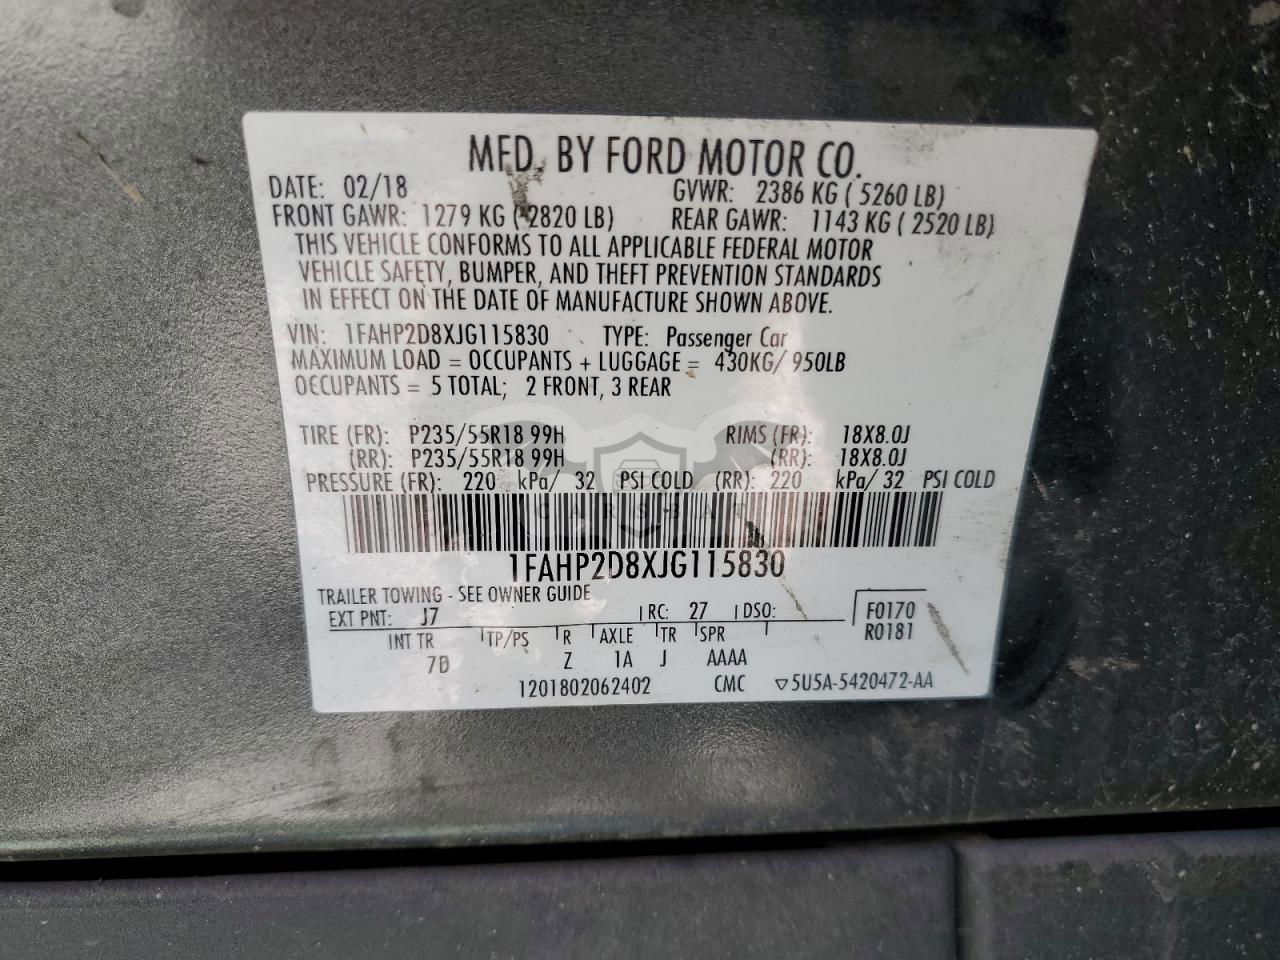 MFD. BY FORD MOTOR CO.
DATE: 02/18 GVWR: 2386 KG ( 5260 LB)
FRONT GAWR: 1279 KG ( 2820 LB) REAR GAWR: 1143 KG ( 2520 LB)
THIS VEHICLE CONFORMS TO ALL APPLICABLE FEDERAL MOTOR
VEHICLE SAFETY, BUMPER, AND THEFT PREVENTION STANDARDS
IN EFFECT ON THE DATE OF MANUFACTURE SHOWN ABOVE.
VIN: 1FAHP2D8XJG115830 TYPE: Passenger Car
MAXIMUM LOAD = OCCUPANTS + LUGGAGE = 430KG/ 950LB
OCCUPANTS = 5 TOTAL; 2 FRONT, 3 REAR
TIRE (FR): P235/55R18 99H RIMS (FR): 18X8.0J
(RR): P235/55R18 99H (RR): 18X8.0J
PRESSURE (FR): 220 kPa/ 32 PSI COLD (RR): 220 kPa/ 32 PSI COLD
1FAHP2D8XJG115830
TRAILER TOWING - SEE OWNER GUIDE
EXT PNT: J7 RC: 27 DSO: F0170
INT TR TP/PS R AXLE TR SPR R0181
7B Z 1A J AAAA
1201802062402 CMC ▽5U5A-5420472-AA